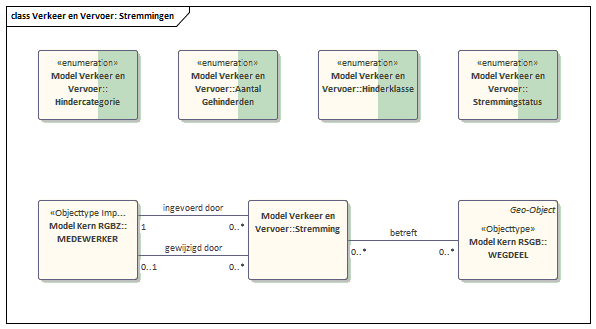 class Verkeer en Vervoer: Stremmingen
«enumeration»
Model Verkeer en
Vervoer::
Hindercategorie
«enumeration»
Model Verkeer en
Vervoer::Aantal
Gehinderden
«enumeration»
Model Verkeer en
Vervoer::Hinderklasse
«enumeration»
Model Verkeer en
Vervoer::
Stremmingstatus
«Objecttype Imp...
Model Kern RGBZ::
MEDEWERKER
ingevoerd door
1
0..*
gewijzigd door
0..1
0..*
Model Verkeer en
Vervoer::Stremming
betreft
0..*
0..*
Geo-Object
«Objecttype»
Model Kern RSGB::
WEGDEEL